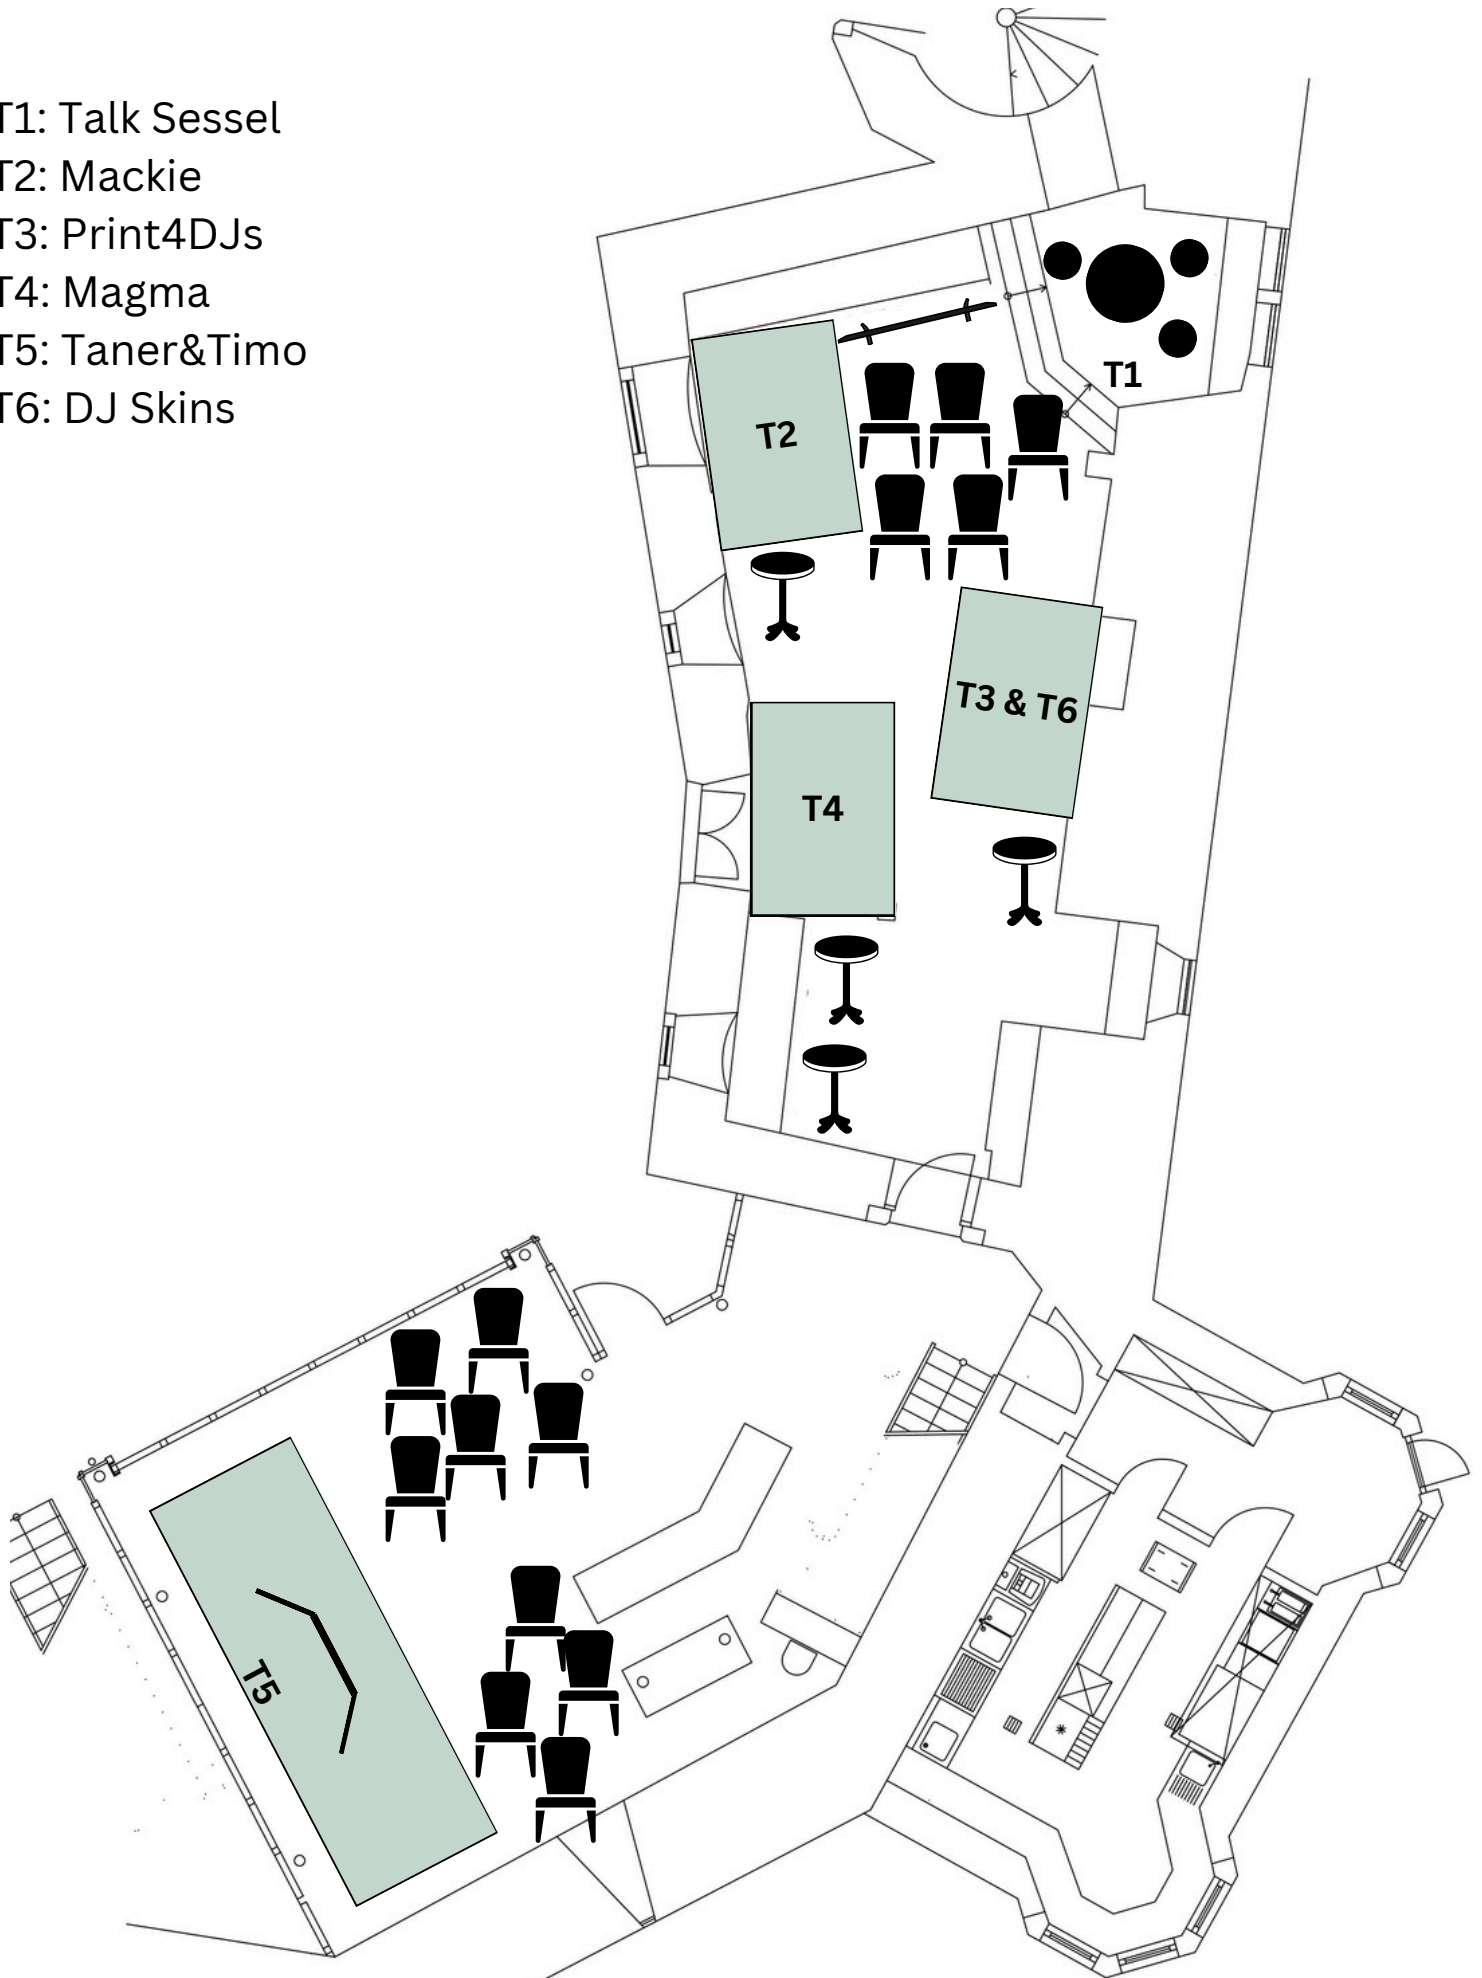 T1: Talk Sessel
T2: Mackie
T3: Print4DJs
T4: Magma
T5: Taner&Timo
T6: DJ Skins
T1
T2
T3 & T6
T4
T5